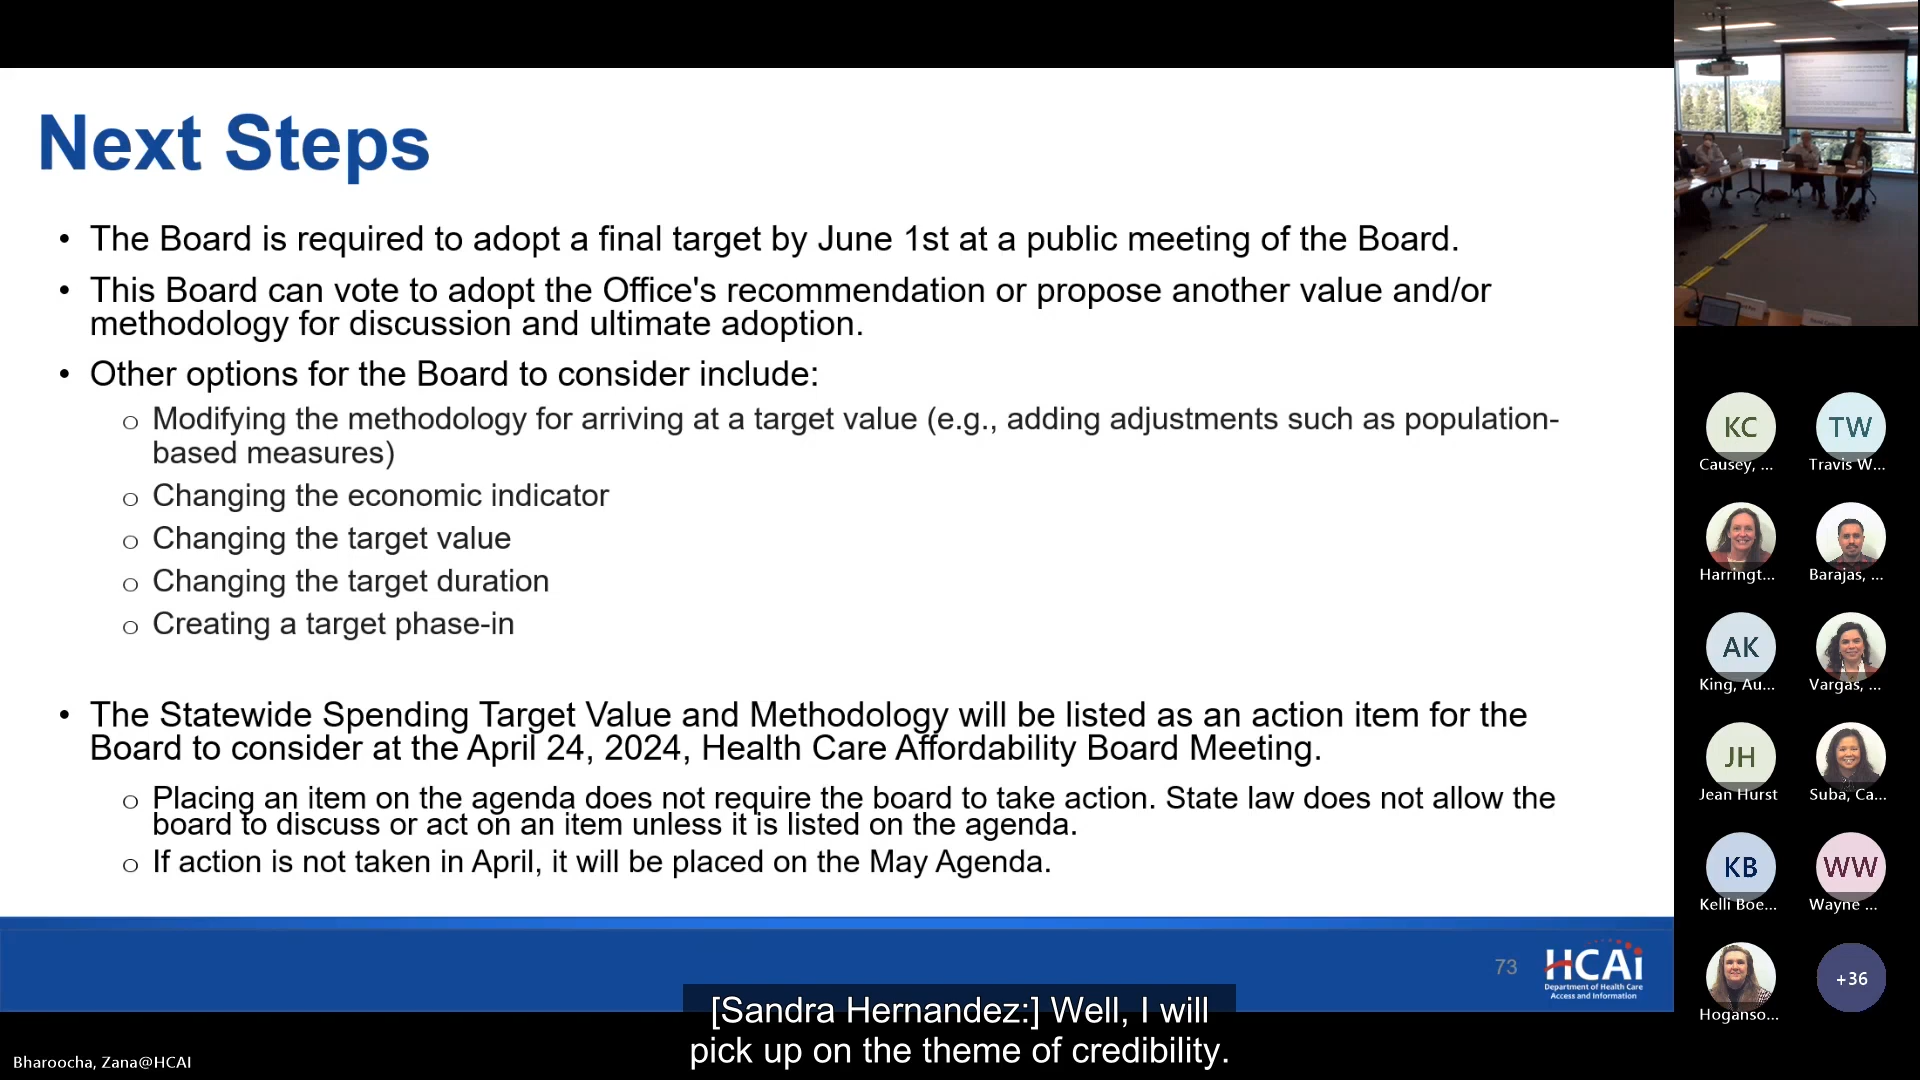 Next Steps
• The Board is required to adopt a final target by June 1st at a public meeting of the Board.
• This Board can vote to adopt the Office's recommendation or propose another value and/or
methodology for discussion and ultimate adoption.
• Other options for the Board to consider include:
o Modifying the methodology for arriving at a target value (e.g., adding adjustments such as population-
based measures)
o Changing the economic indicator
o Changing the target value
o Changing the target duration
o Creating a target phase-in
• The Statewide Spending Target Value and Methodology will be listed as an action item for the
Board to consider at the April 24, 2024, Health Care Affordability Board Meeting.
o Placing an item on the agenda does not require the board to take action. State law does not allow the
board to discuss or act on an item unless it is listed on the agenda.
o If action is not taken in April, it will be placed on the May Agenda.
73
HCAi
Department of Health Care
Access and Information
[Sandra Hernandez:] Well, I will
pick up on the theme of credibility.
Bharoocha, Zana@HCAI
KC
Causey, ...
TW
Travis W...
Harringt...
Barajas, ...
AK
King, Au...
Vargas, ...
JH
Jean Hurst
Suba, Ca...
KB
Kelli Boe...
WW
Wayne ...
Hoganso...
+36